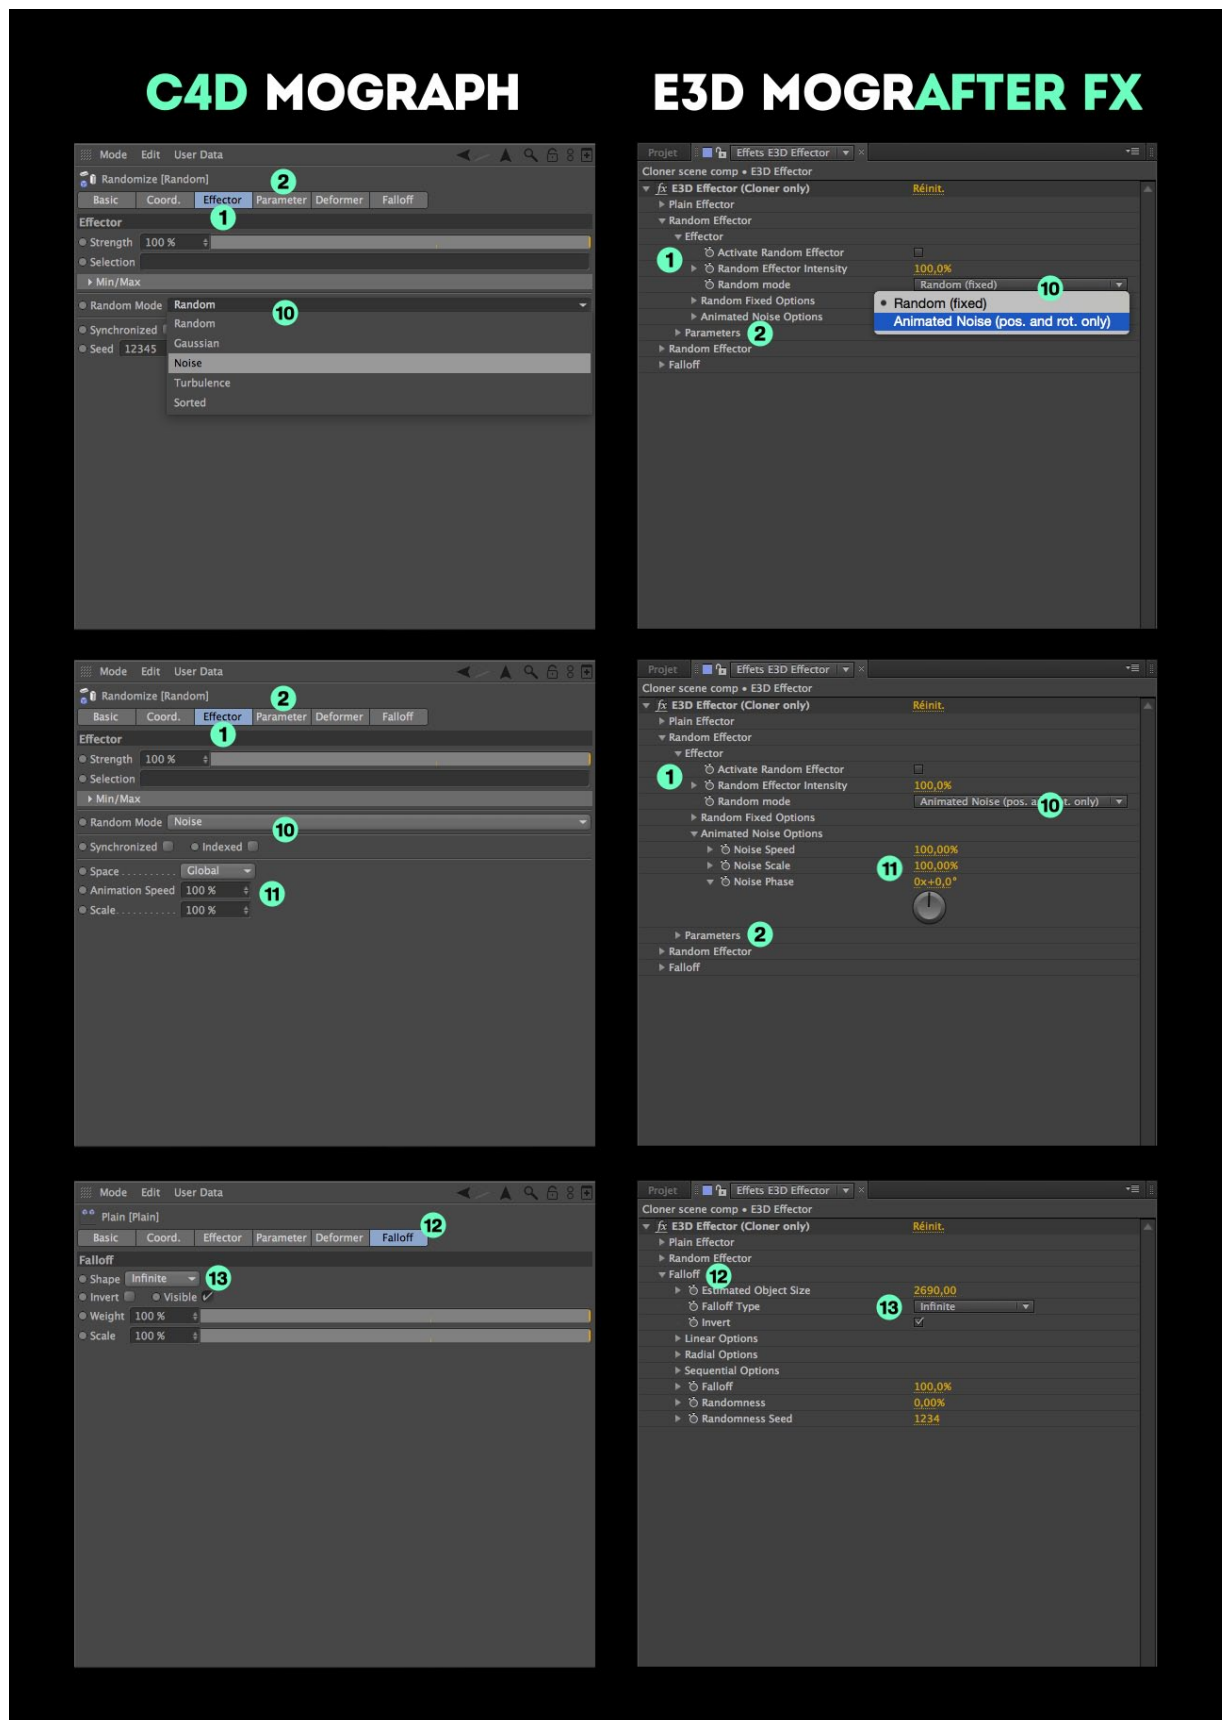 C4D MOGRAPH
E3D MOGRAFTER FX
Mode Edit User Data
Randomize [Random]
2
Basic Coord. Effector Parameter Deformer Falloff
1
Effector
Strength 100 %
Selection
Min/Max
Random Mode Random
10
Random
Synchronized
Gaussian
Seed 12345
Noise
Turbulence
Sorted
Projet Effets E3D Effector
Cloner scene comp • E3D Effector
fx E3D Effector (Cloner only) Réinit.
Plain Effector
Random Effector
Effector
Activate Random Effector
1
Random Effector Intensity 100,0%
Random mode Random (fixed)
10
Random Fixed Options
• Random (fixed)
Animated Noise Options
Animated Noise (pos. and rot. only)
Parameters 2
Random Effector
Falloff
Mode Edit User Data
Randomize [Random]
2
Basic Coord. Effector Parameter Deformer Falloff
1
Effector
Strength 100 %
Selection
Min/Max
Random Mode Noise
10
Synchronized Indexed
Space.......... Global
Animation Speed 100 %
11
Scale.......... 100 %
Projet Effets E3D Effector
Cloner scene comp • E3D Effector
fx E3D Effector (Cloner only) Réinit.
Plain Effector
Random Effector
Effector
Activate Random Effector
1
Random Effector Intensity 100,0%
Random mode Animated Noise (pos. a 10 t. only)
Random Fixed Options
Animated Noise Options
Noise Speed 100,00%
Noise Scale 100,00%
11
Noise Phase 0x+0,0°
Parameters 2
Random Effector
Falloff
Mode Edit User Data
Plain [Plain]
12
Basic Coord. Effector Parameter Deformer Falloff
Falloff
Shape Infinite 13
Invert Visible
Weight 100 %
Scale 100 %
Projet Effets E3D Effector
Cloner scene comp • E3D Effector
fx E3D Effector (Cloner only) Réinit.
Plain Effector
Random Effector
Falloff 12
Estimated Object Size 2690,00
Falloff Type 13 Infinite
Invert
Linear Options
Radial Options
Sequential Options
Falloff 100,0%
Randomness 0,00%
Randomness Seed 1234